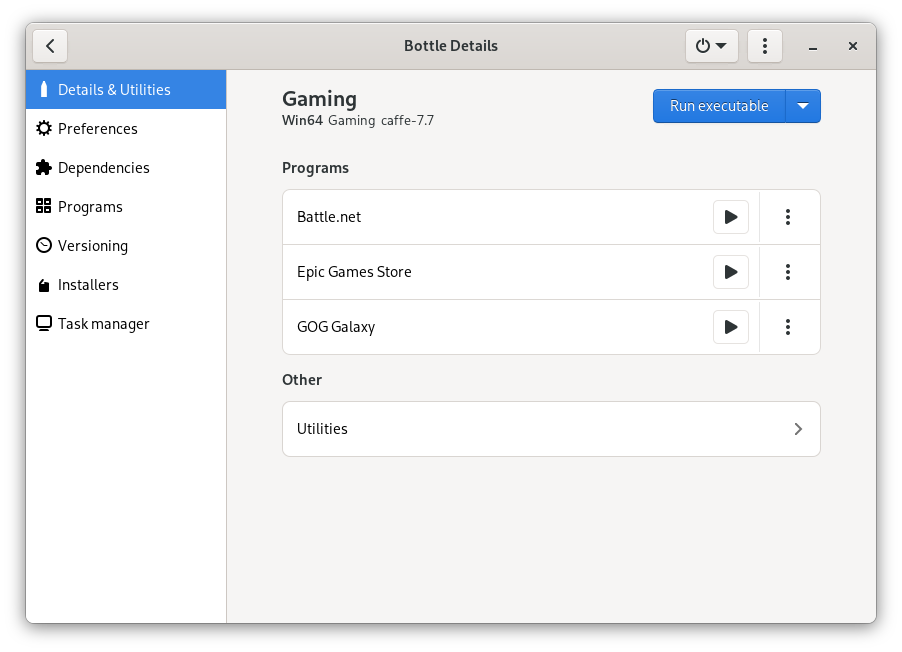 Bottle Details
Details & Utilities
Preferences
Dependencies
Programs
Versioning
Installers
Task manager
Gaming
Win64 Gaming caffe-7.7
Run executable
Programs
Battle.net
Epic Games Store
GOG Galaxy
Other
Utilities